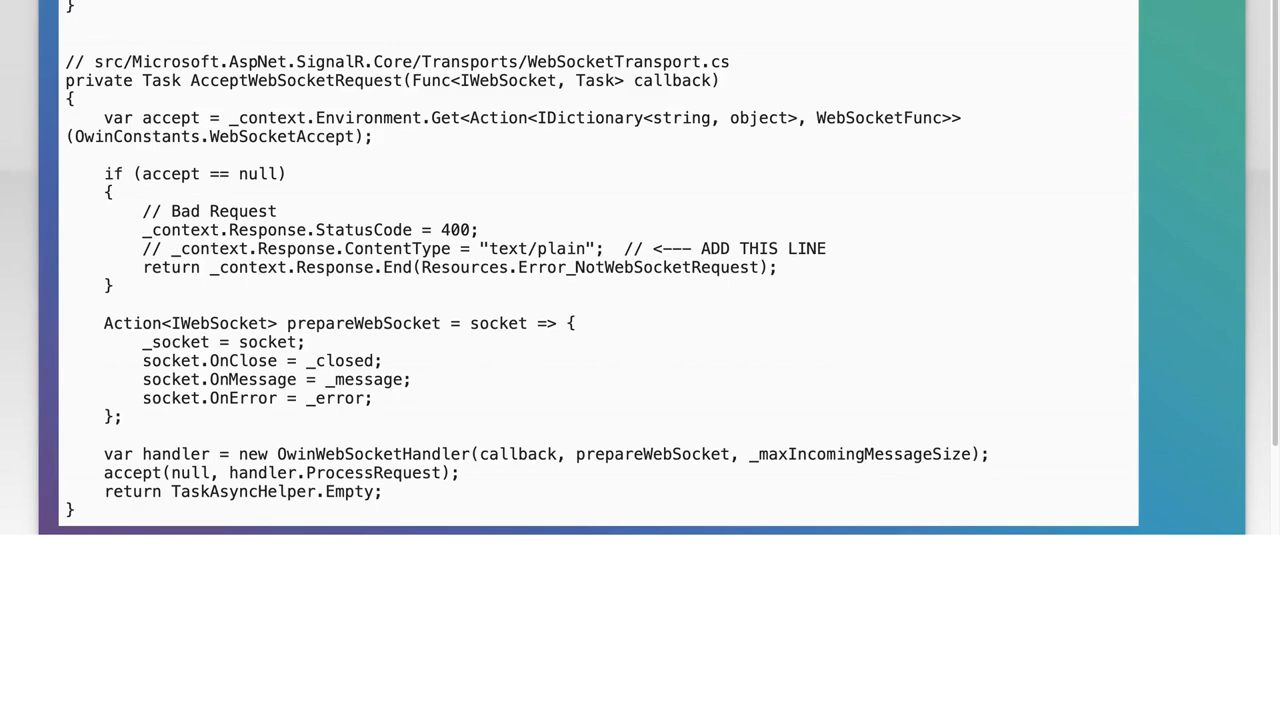 }
// src/Microsoft.AspNet.SignalR.Core/Transports/WebSocketTransport.cs
private Task AcceptWebSocketRequest(Func<IWebSocket, Task> callback)
{
    var accept = _context.Environment.Get<Action<IDictionary<string, object>, WebSocketFunc>>
(OwinConstants.WebSocketAccept);
    if (accept == null)
    {
        // Bad Request
        _context.Response.StatusCode = 400;
        // _context.Response.ContentType = "text/plain";  // <--- ADD THIS LINE
        return _context.Response.End(Resources.Error_NotWebSocketRequest);
    }
    Action<IWebSocket> prepareWebSocket = socket => {
        _socket = socket;
        socket.OnClose = _closed;
        socket.OnMessage = _message;
        socket.OnError = _error;
    };
    var handler = new OwinWebSocketHandler(callback, prepareWebSocket, _maxIncomingMessageSize);
    accept(null, handler.ProcessRequest);
    return TaskAsyncHelper.Empty;
}